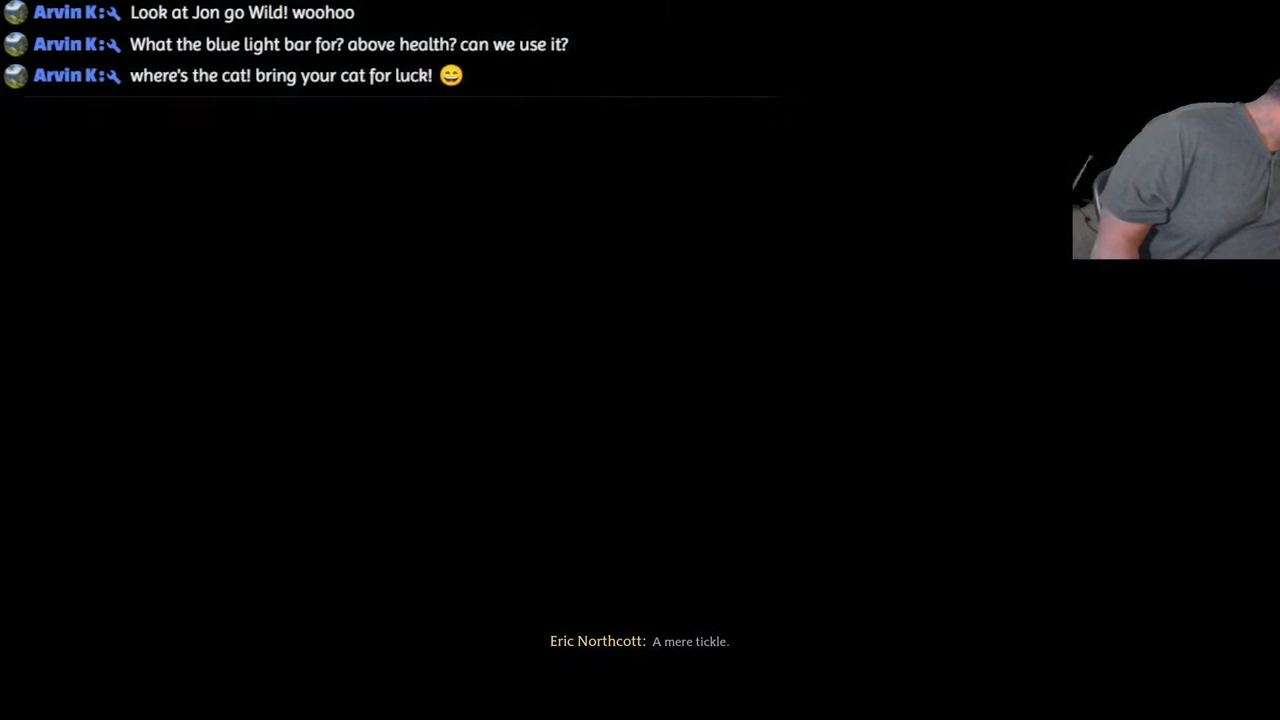 Arvin K: Look at Jon go Wild! woohoo
Arvin K: What the blue light bar for? above health? can we use it?
Arvin K: where's the cat! bring your cat for luck! 😄
Eric Northcott: A mere tickle.